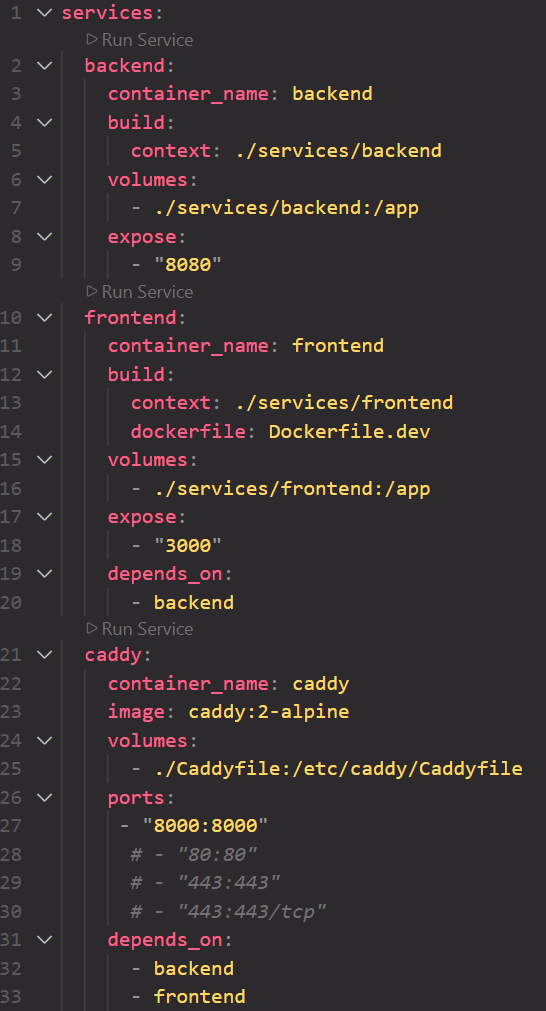 1 services:
Run Service
2 backend:
3 container_name: backend
4 build:
5 context: ./services/backend
6 volumes:
7 - ./services/backend:/app
8 expose:
9 - "8080"
Run Service
10 frontend:
11 container_name: frontend
12 build:
13 context: ./services/frontend
14 dockerfile: Dockerfile.dev
15 volumes:
16 - ./services/frontend:/app
17 expose:
18 - "3000"
19 depends_on:
20 - backend
Run Service
21 caddy:
22 container_name: caddy
23 image: caddy:2-alpine
24 volumes:
25 - ./Caddyfile:/etc/caddy/Caddyfile
26 ports:
27 - "8000:8000"
28 # - "80:80"
29 # - "443:443"
30 # - "443:443/tcp"
31 depends_on:
32 - backend
33 - frontend